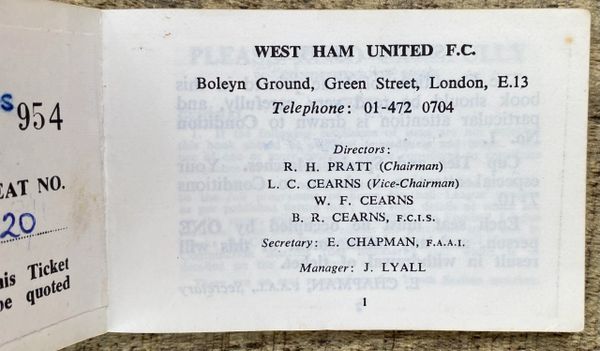 s 954
EAT NO.
20
his Ticket
be quoted
WEST HAM UNITED F.C.
Boleyn Ground, Green Street, London, E.13
Telephone: 01-472 0704
Directors:
R. H. PRATT (Chairman)
L. C. CEARNS (Vice-Chairman)
W. F. CEARNS
B. R. CEARNS, F.C.I.S.
Secretary: E. CHAPMAN, F.A.A.I.
Manager: J. LYALL
1